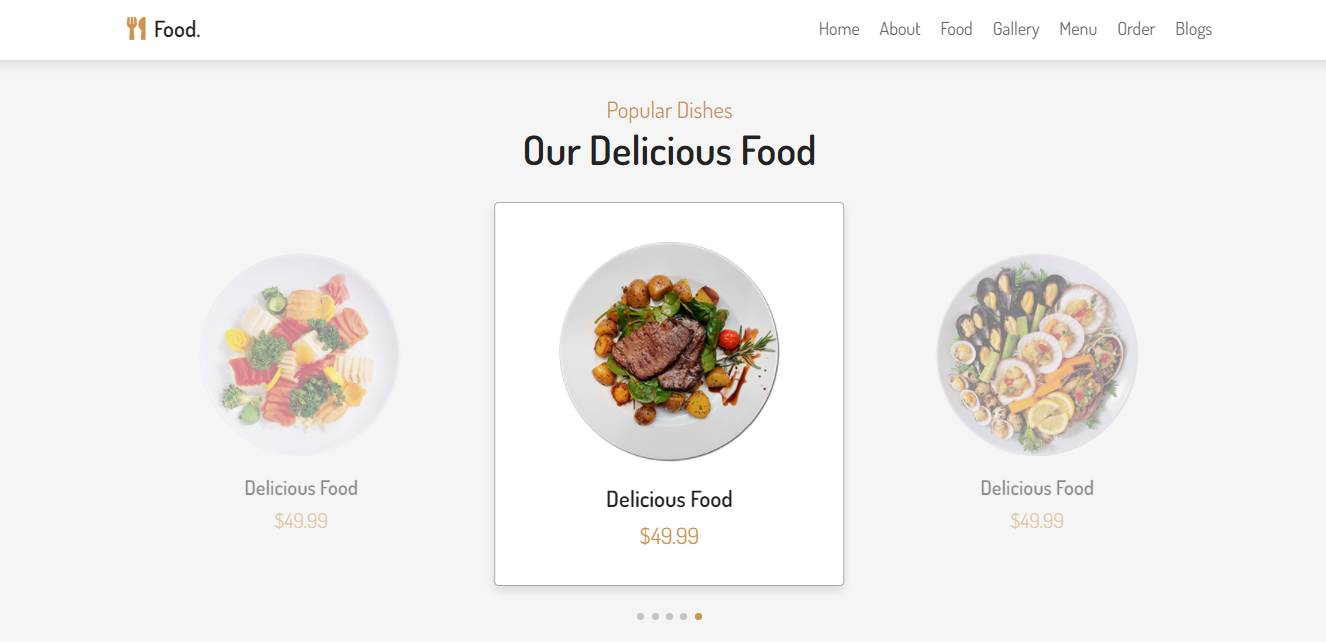 Food.
Home About Food Gallery Menu Order Blogs
Popular Dishes
Our Delicious Food
Delicious Food
$49.99
Delicious Food
$49.99
Delicious Food
$49.99